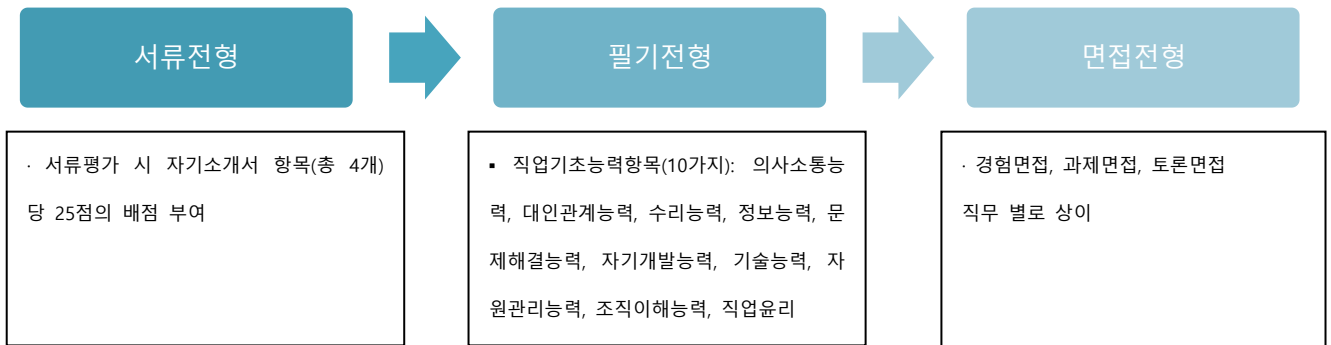 서류전형
필기전형
면접전형
· 서류평가 시 자기소개서 항목(총 4개)
당 25점의 배점 부여
▪ 직업기초능력항목(10가지): 의사소통능
력, 대인관계능력, 수리능력, 정보능력, 문
제해결능력, 자기개발능력, 기술능력, 자
원관리능력, 조직이해능력, 직업윤리
· 경험면접, 과제면접, 토론면접
직무 별로 상이